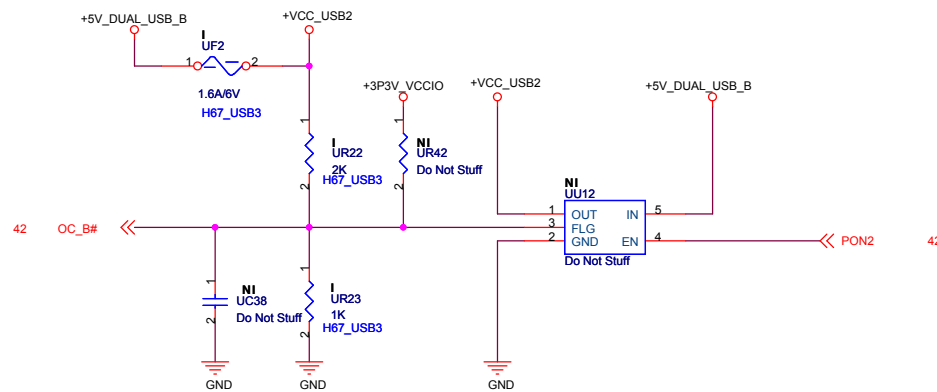 +5V_DUAL_USB_B
+VCC_USB2
I
UF2
1
2
1.6A/6V
H67_USB3
+3P3V_VCCIO
+VCC_USB2
+5V_DUAL_USB_B
1
I
UR22
2K
H67_USB3
2
1
NI
UR42
Do Not Stuff
2
NI
UU12
1 OUT IN 5
3 FLG
2 GND EN 4
Do Not Stuff
42 OC_B#
PON2 42
1
NI
UC38
Do Not Stuff
2
1
I
UR23
1K
H67_USB3
2
GND
GND
GND